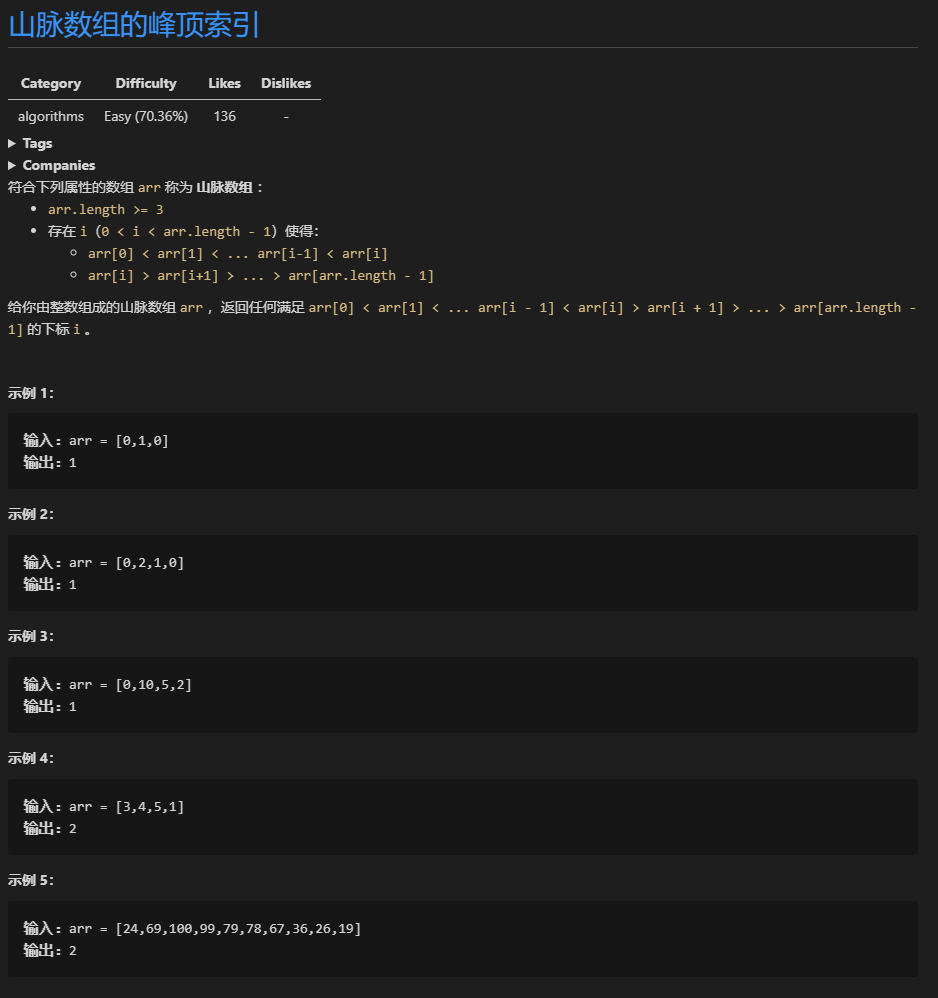 山脉数组的峰顶索引
Category Difficulty Likes Dislikes
algorithms Easy (70.36%) 136 -
Tags
Companies
符合下列属性的数组 arr 称为 山脉数组 ：
• arr.length >= 3
• 存在 i（0 < i < arr.length - 1）使得：
○ arr[0] < arr[1] < ... arr[i-1] < arr[i]
○ arr[i] > arr[i+1] > ... > arr[arr.length - 1]
给你由整数组成的山脉数组 arr ，返回任何满足 arr[0] < arr[1] < ... arr[i - 1] < arr[i] > arr[i + 1] > ... > arr[arr.length -
1] 的下标 i 。
示例 1：
输入：arr = [0,1,0]
输出：1
示例 2：
输入：arr = [0,2,1,0]
输出：1
示例 3：
输入：arr = [0,10,5,2]
输出：1
示例 4：
输入：arr = [3,4,5,1]
输出：2
示例 5：
输入：arr = [24,69,100,99,79,78,67,36,26,19]
输出：2